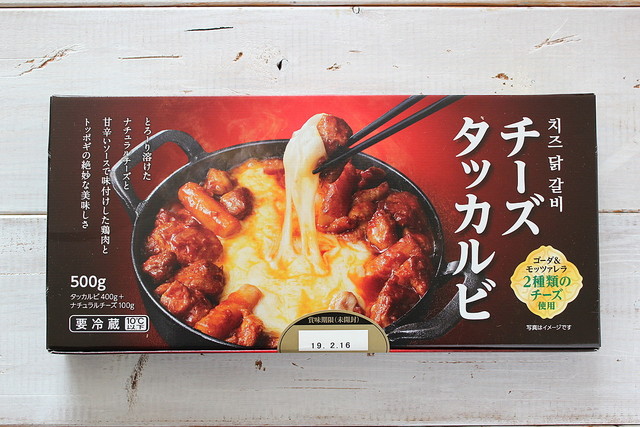 치즈 닭 갈비
チーズ
タッカルビ
とろ～り溶けた
ナチュラルチーズと
甘辛いソースで味付けした鶏肉と
トッポギの絶妙な美味しさ
ゴーダ&
モッツァレラ
2種類の
チーズ
使用
写真はイメージです
500g
タッカルビ400g+
ナチュラルチーズ100g
要冷蔵 10℃以下
賞味期限(未開封)
19. 2.16